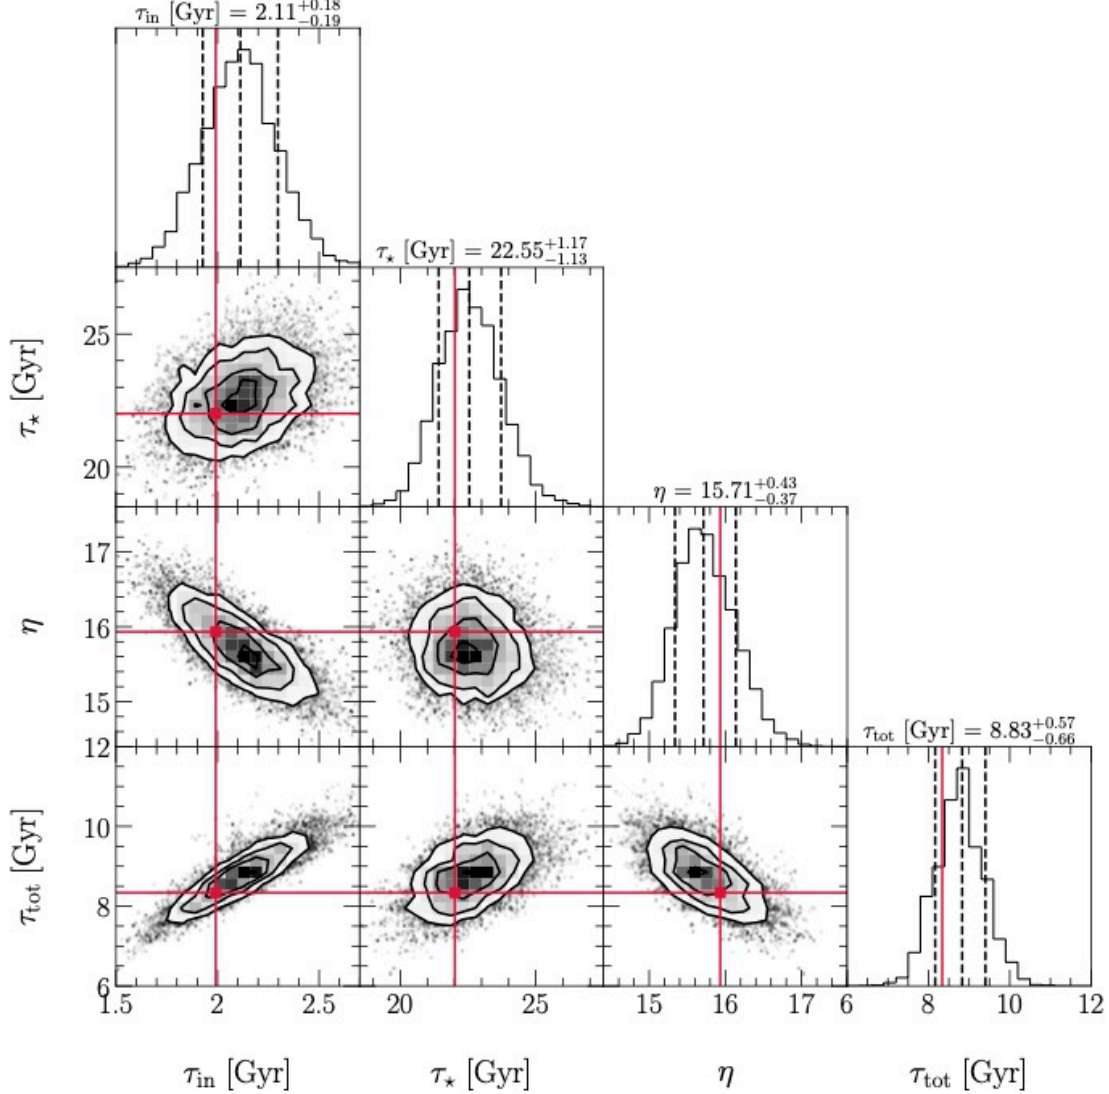 τ_in [Gyr] = 2.11^{+0.18}_{−0.19}
τ_⋆ [Gyr] = 22.55^{+1.17}_{−1.13}
25
20
τ_⋆ [Gyr]
η = 15.71^{+0.43}_{−0.37}
17
16
15
η
τ_tot [Gyr] = 8.83^{+0.57}_{−0.66}
12
10
8
6
τ_tot [Gyr]
1.5 2 2.5 20 25 15 16 17 6 8 10 12
τ_in [Gyr] τ_⋆ [Gyr] η τ_tot [Gyr]